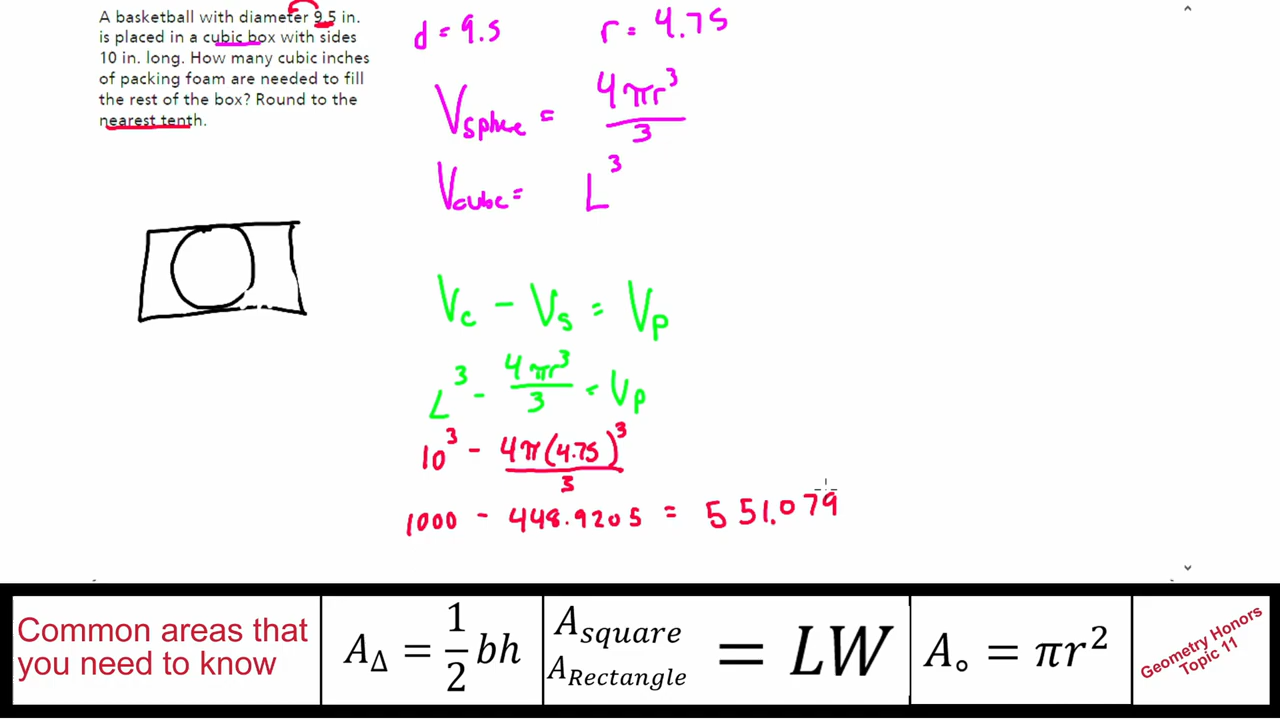 A basketball with diameter 9.5 in.
is placed in a cubic box with sides
10 in. long. How many cubic inches
of packing foam are needed to fill
the rest of the box? Round to the
nearest tenth.
d = 9.5 r = 4.75
Vsphere = 4πr³/3
Vcube = L³
Vc - Vs = Vp
L³ - 4πr³/3 = Vp
10³ - 4π(4.75)³/3
1000 - 448.9205 = 551.079
Common areas that
you need to know
A△ = 1/2 bh
Asquare
ARectangle
= LW
A○ = πr²
Geometry Honors
Topic 11